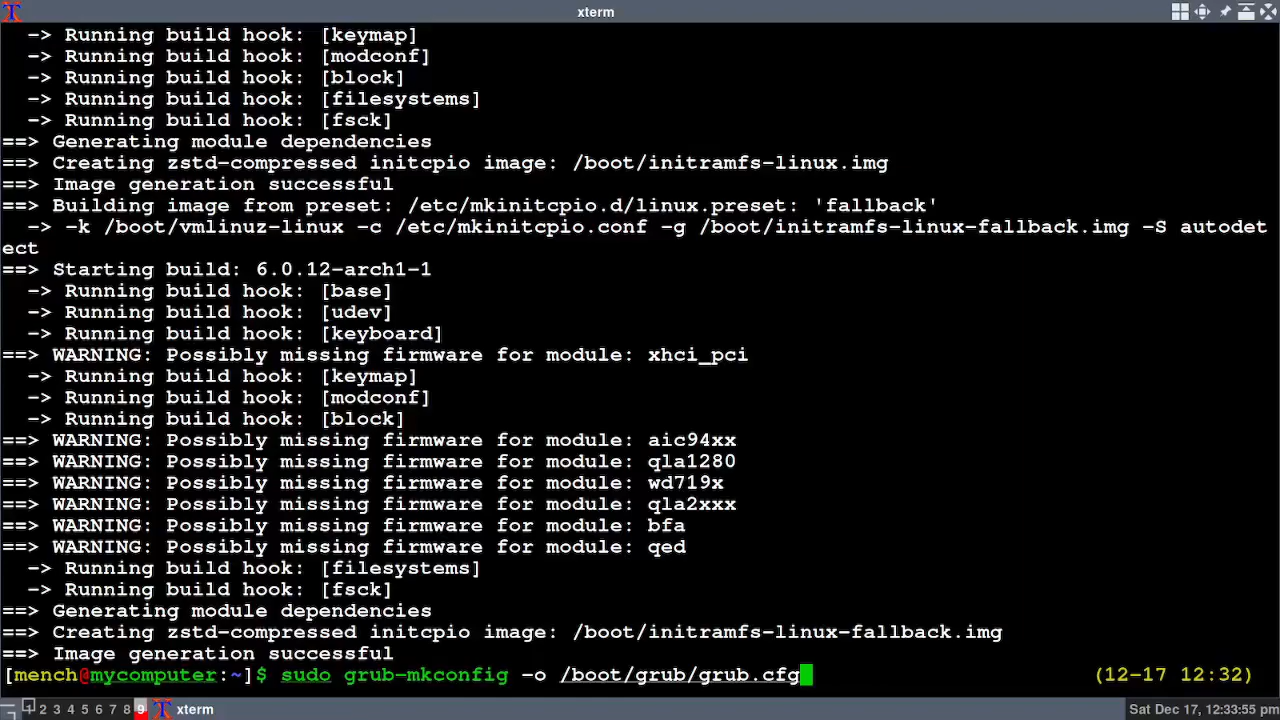 xterm
-> Running build hook: [keymap]
-> Running build hook: [modconf]
-> Running build hook: [block]
-> Running build hook: [filesystems]
-> Running build hook: [fsck]
==> Generating module dependencies
==> Creating zstd-compressed initcpio image: /boot/initramfs-linux.img
==> Image generation successful
==> Building image from preset: /etc/mkinitcpio.d/linux.preset: 'fallback'
-> -k /boot/vmlinuz-linux -c /etc/mkinitcpio.conf -g /boot/initramfs-linux-fallback.img -S autodet
ect
==> Starting build: 6.0.12-arch1-1
-> Running build hook: [base]
-> Running build hook: [udev]
-> Running build hook: [keyboard]
==> WARNING: Possibly missing firmware for module: xhci_pci
-> Running build hook: [keymap]
-> Running build hook: [modconf]
-> Running build hook: [block]
==> WARNING: Possibly missing firmware for module: aic94xx
==> WARNING: Possibly missing firmware for module: qla1280
==> WARNING: Possibly missing firmware for module: wd719x
==> WARNING: Possibly missing firmware for module: qla2xxx
==> WARNING: Possibly missing firmware for module: bfa
==> WARNING: Possibly missing firmware for module: qed
-> Running build hook: [filesystems]
-> Running build hook: [fsck]
==> Generating module dependencies
==> Creating zstd-compressed initcpio image: /boot/initramfs-linux-fallback.img
==> Image generation successful
[mench@mycomputer:~]$ sudo grub-mkconfig -o /boot/grub/grub.cfg (12-17 12:32)
1 2 3 4 5 6 7 8 9 xterm Sat Dec 17, 12:33:55 pm